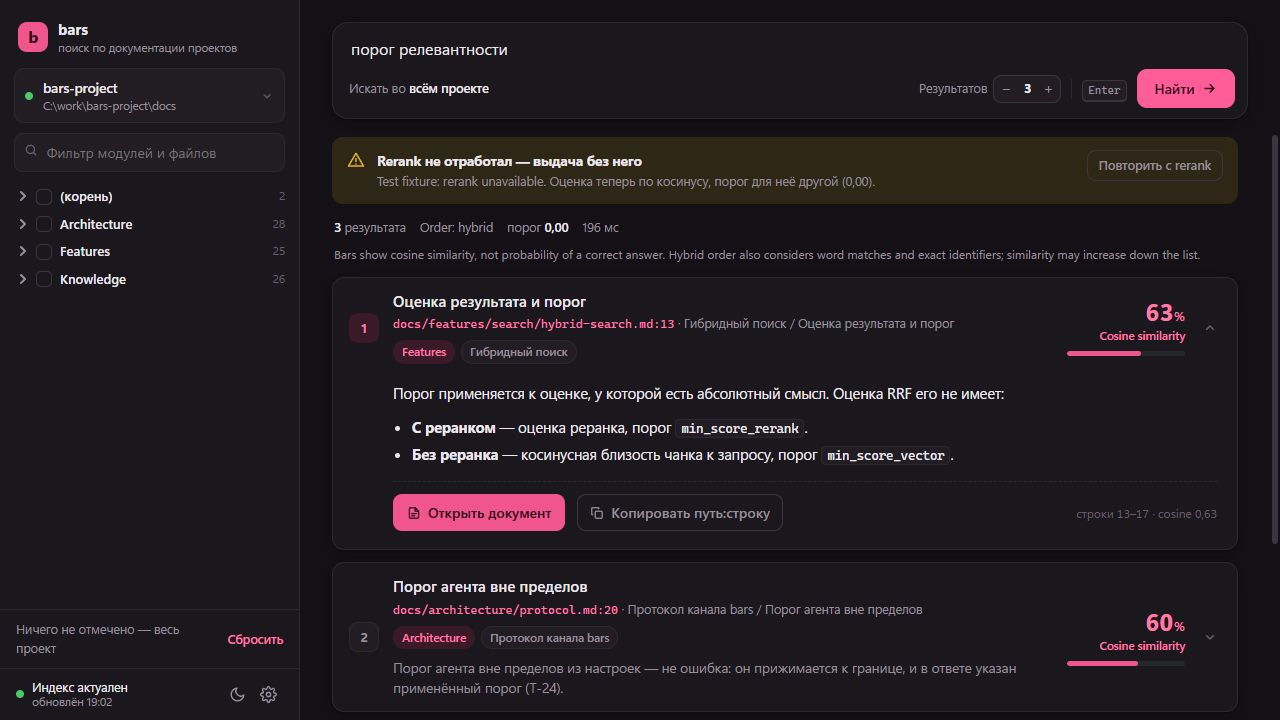 b
bars
поиск по документации проектов
bars-project
C:\work\bars-project\docs
Фильтр модулей и файлов
(корень) 2
Architecture 28
Features 25
Knowledge 26
Ничего не отмечено — весь
проект
Сбросить
Индекс актуален
обновлён 19:02
порог релевантности
Искать во всём проекте
Результатов − 3 + Enter Найти →
Rerank не отработал — выдача без него
Test fixture: rerank unavailable. Оценка теперь по косинусу, порог для неё другой (0,00).
Повторить с rerank
3 результата Order: hybrid порог 0,00 196 мс
Bars show cosine similarity, not probability of a correct answer. Hybrid order also considers word matches and exact identifiers; similarity may increase down the list.
1
Оценка результата и порог
docs/features/search/hybrid-search.md:13 · Гибридный поиск / Оценка результата и порог
Features Гибридный поиск
63%
Cosine similarity
Порог применяется к оценке, у которой есть абсолютный смысл. Оценка RRF его не имеет:
• С реранком — оценка реранка, порог min_score_rerank.
• Без реранка — косинусная близость чанка к запросу, порог min_score_vector.
Открыть документ
Копировать путь:строку
строки 13–17 · cosine 0,63
2
Порог агента вне пределов
docs/architecture/protocol.md:20 · Протокол канала bars / Порог агента вне пределов
Architecture Протокол канала bars
60%
Cosine similarity
Порог агента вне пределов из настроек — не ошибка: он прижимается к границе, и в ответе указан
применённый порог (T-24).